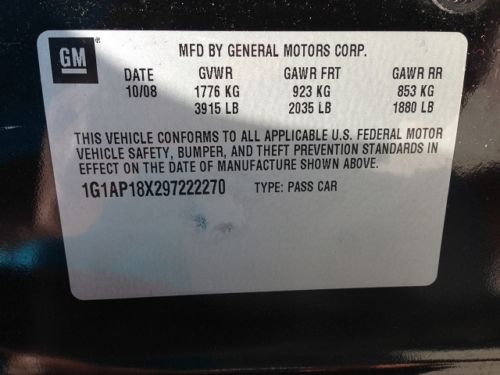 GM
MFD BY GENERAL MOTORS CORP.
DATE GVWR GAWR FRT GAWR RR
10/08 1776 KG 923 KG 853 KG
3915 LB 2035 LB 1880 LB
THIS VEHICLE CONFORMS TO ALL APPLICABLE U.S. FEDERAL MOTOR
VEHICLE SAFETY, BUMPER, AND THEFT PREVENTION STANDARDS IN
EFFECT ON THE DATE OF MANUFACTURE SHOWN ABOVE.
1G1AP18X297222270 TYPE: PASS CAR